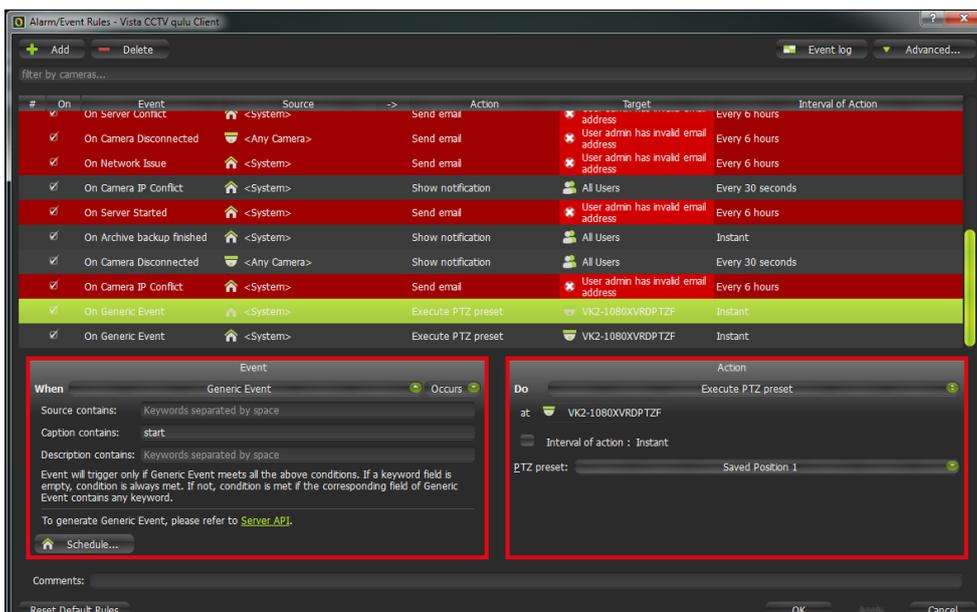 Alarm/Event Rules - Vista CCTV qulu Client
Add Delete Event log Advanced...
filter by cameras...
# On Event Source -> Action Target Interval of Action
On Server Conflict <System> Send email User admin has invalid email address Every 6 hours
On Camera Disconnected <Any Camera> Send email User admin has invalid email address Every 6 hours
On Network Issue <System> Send email User admin has invalid email address Every 6 hours
On Camera IP Conflict <System> Show notification All Users Every 30 seconds
On Server Started <System> Send email User admin has invalid email address Every 6 hours
On Archive backup finished <System> Show notification All Users Instant
On Camera Disconnected <Any Camera> Show notification All Users Every 30 seconds
On Camera IP Conflict <System> Send email User admin has invalid email address Every 6 hours
On Generic Event <System> Execute PTZ preset VK2-1080XVRDPTZF Instant
On Generic Event <System> Execute PTZ preset VK2-1080XVRDPTZF Instant
Event
When Generic Event Occurs
Source contains: Keywords separated by space
Caption contains: start
Description contains: Keywords separated by space
Event will trigger only if Generic Event meets all the above conditions. If a keyword field is
empty, condition is always met. If not, condition is met if the corresponding field of Generic
Event contains any keyword.
To generate Generic Event, please refer to Server API.
Schedule...
Action
Do Execute PTZ preset
at VK2-1080XVRDPTZF
Interval of action : Instant
PTZ preset: Saved Position 1
Comments:
Reset Default Rules OK Apply Cancel